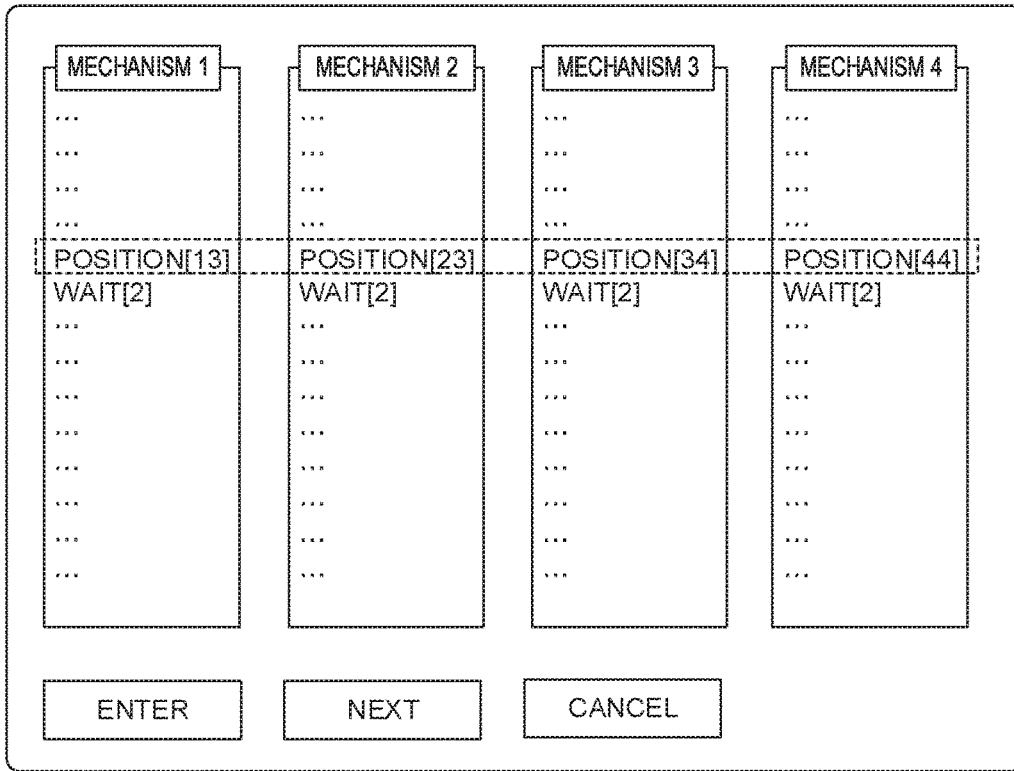 MECHANISM 1 MECHANISM 2 MECHANISM 3 MECHANISM 4
... ... ... ...
... ... ... ...
... ... ... ...
... ... ... ...
POSITION[13] POSITION[23] POSITION[34] POSITION[44]
WAIT[2] WAIT[2] WAIT[2] WAIT[2]
... ... ... ...
... ... ... ...
... ... ... ...
... ... ... ...
... ... ... ...
... ... ... ...
... ... ... ...
... ... ... ...
ENTER NEXT CANCEL